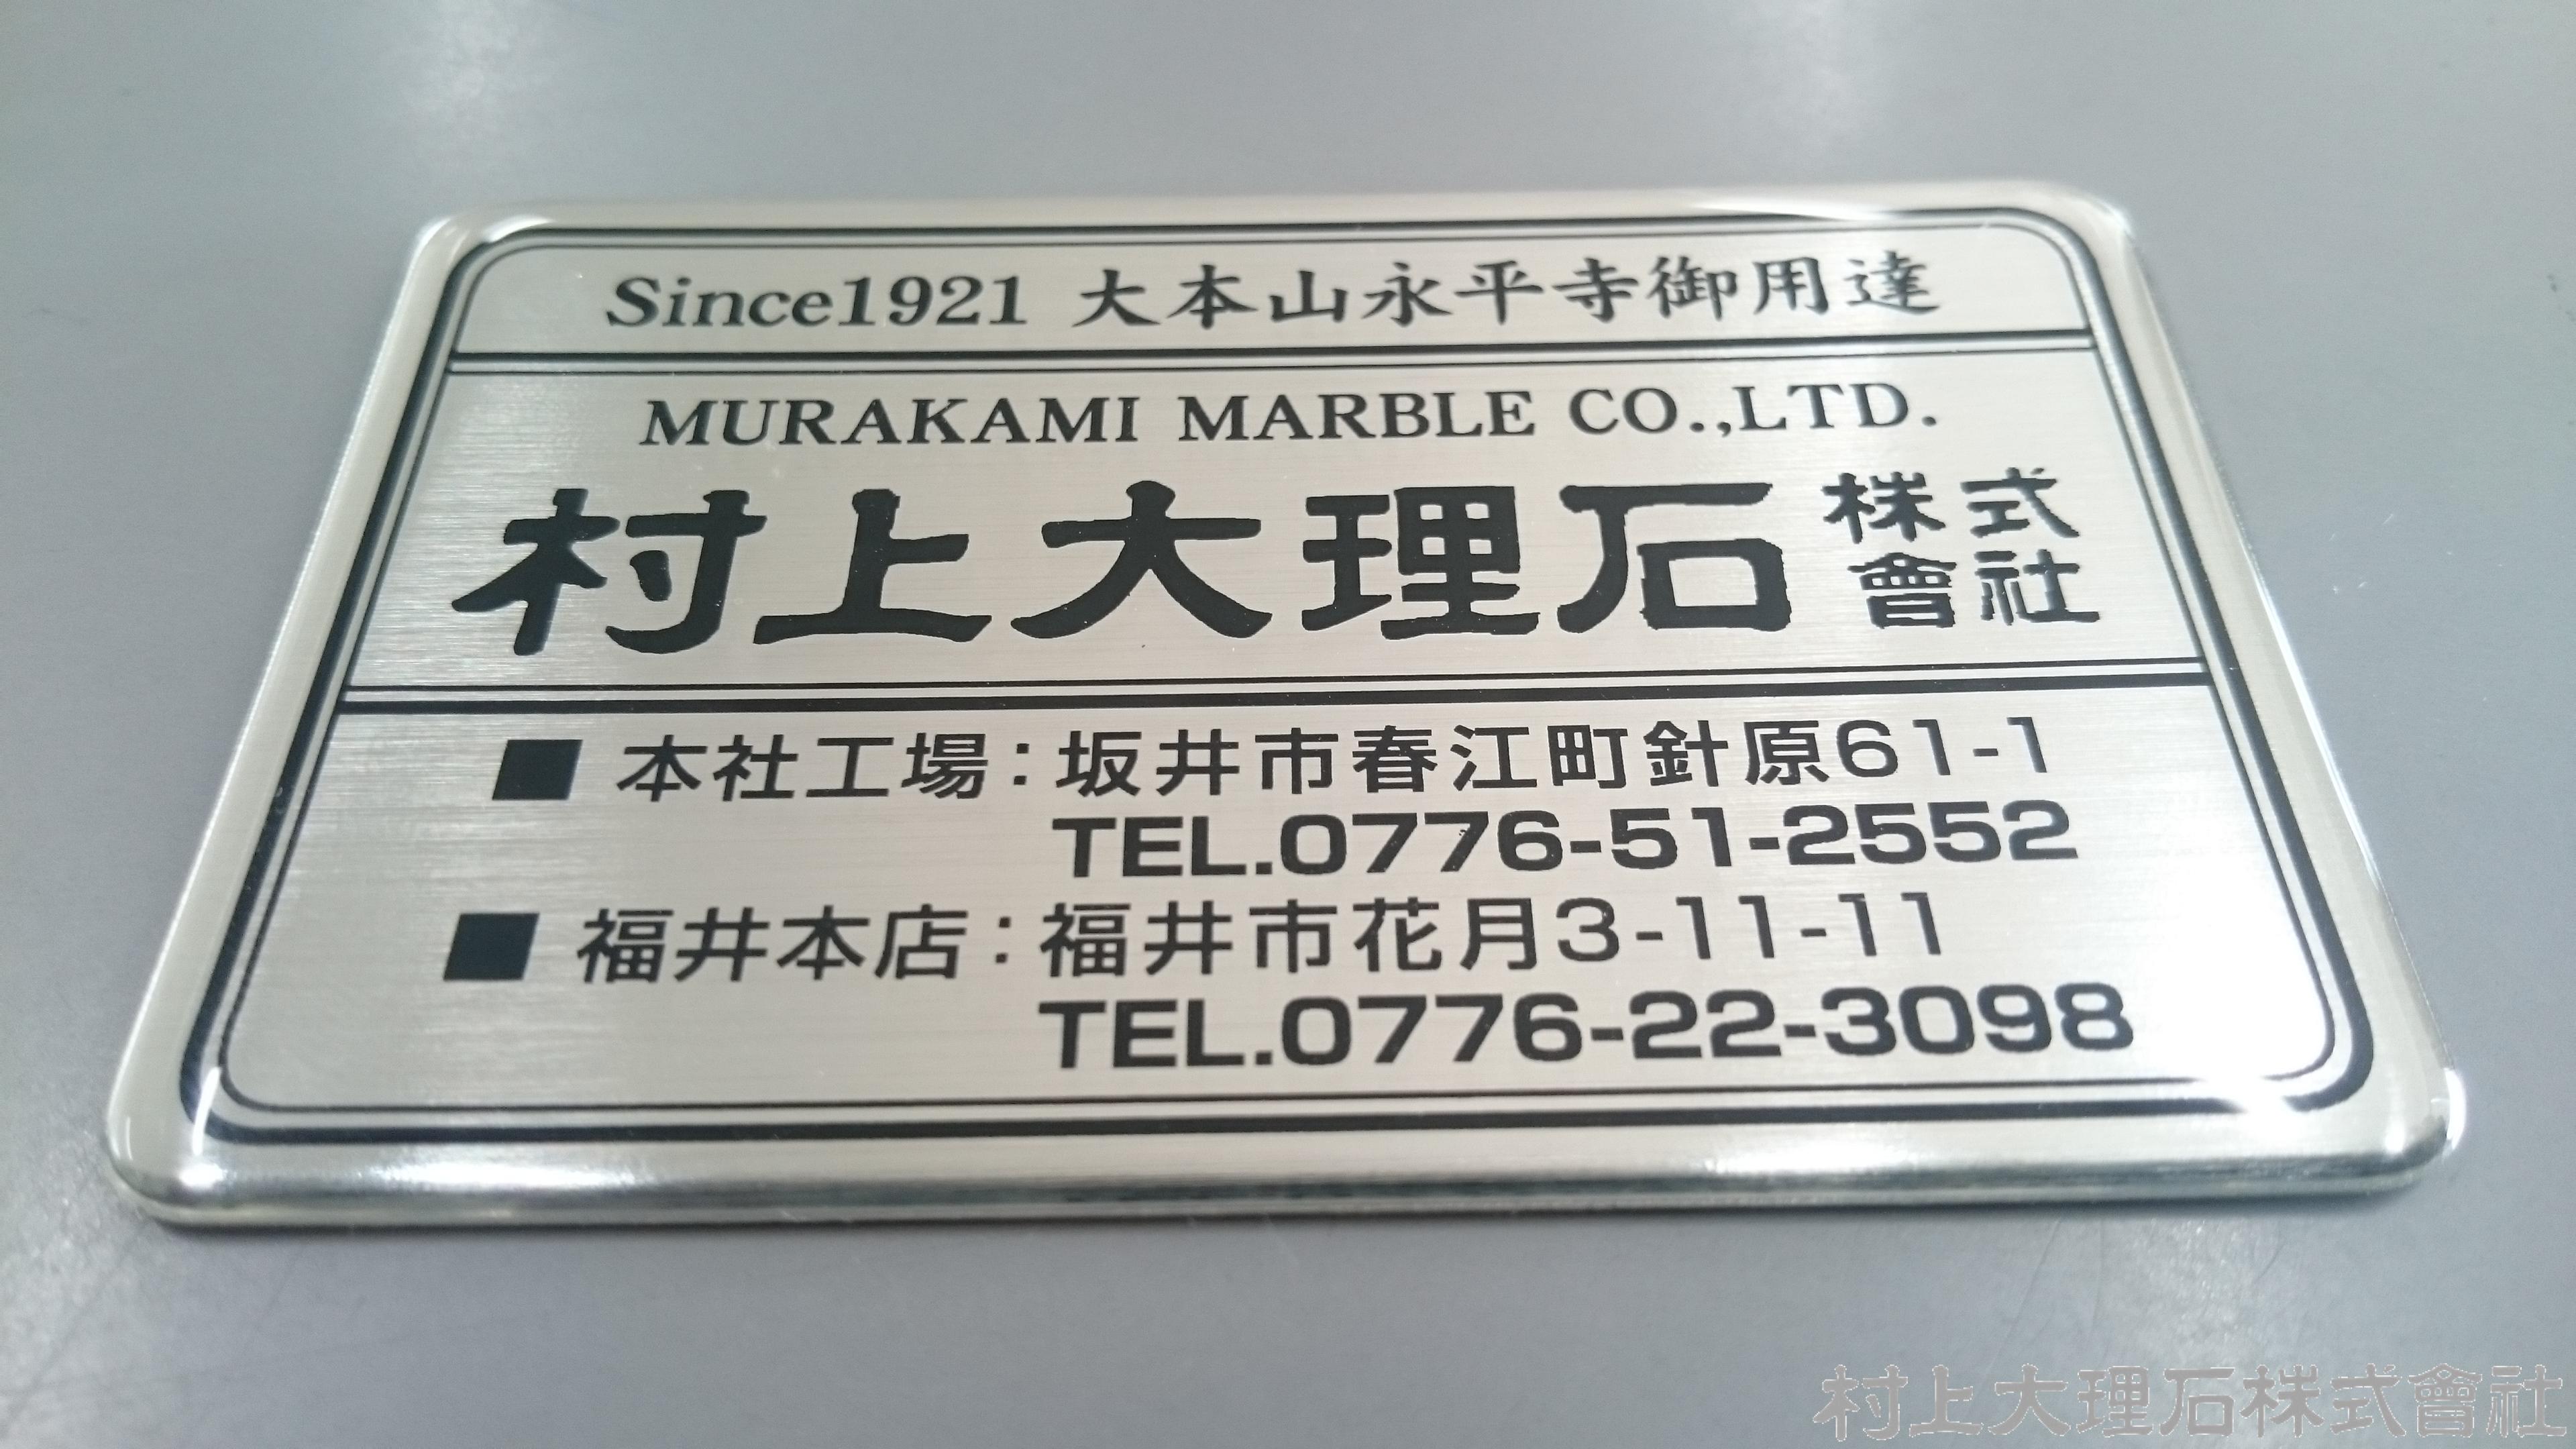 Since1921 大本山永平寺御用達
MURAKAMI MARBLE CO.,LTD.
村上大理石 株式會社
■ 本社工場：坂井市春江町針原61-1
TEL.0776-51-2552
■ 福井本店：福井市花月3-11-11
TEL.0776-22-3098
村上大理石株式會社